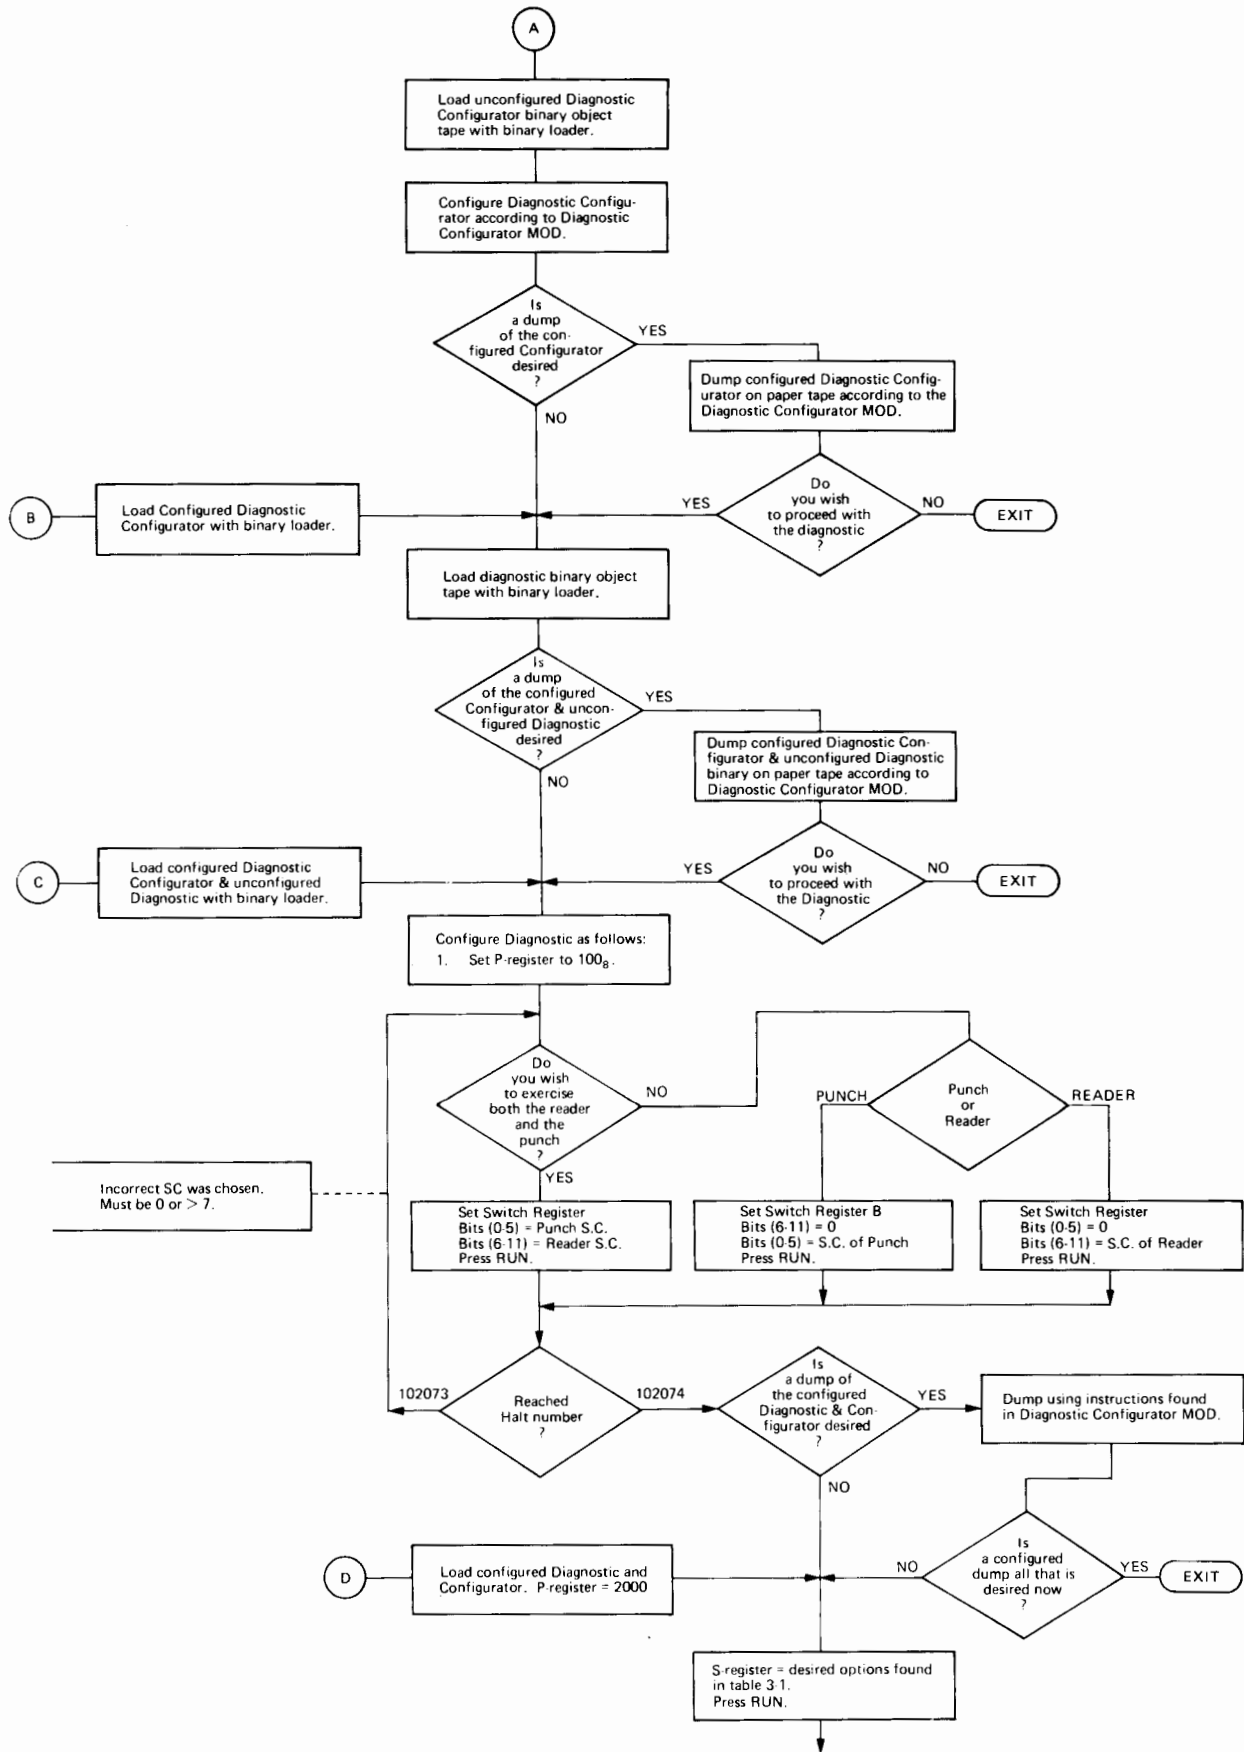 A
Load unconfigured Diagnostic
Configurator binary object
tape with binary loader.
Configure Diagnostic Configu-
rator according to Diagnostic
Configurator MOD.
Is
a dump
of the con-
figured Configurator
desired
?
YES
NO
Dump configured Diagnostic Config-
urator on paper tape according to the
Diagnostic Configurator MOD.
Do
you wish
to proceed with
the diagnostic
?
YES
NO
EXIT
B
Load Configured Diagnostic
Configurator with binary loader.
Load diagnostic binary object
tape with binary loader.
Is
a dump
of the configured
Configurator & uncon-
figured Diagnostic
desired
?
YES
NO
Dump configured Diagnostic Con-
figurator & unconfigured Diagnostic
binary on paper tape according to
Diagnostic Configurator MOD.
Do
you wish
to proceed with
the Diagnostic
?
YES
NO
EXIT
C
Load configured Diagnostic
Configurator & unconfigured
Diagnostic with binary loader.
Configure Diagnostic as follows:
1. Set P-register to 100₈.
Do
you wish
to exercise
both the reader
and the
punch
?
NO
YES
Punch
or
Reader
PUNCH
READER
Incorrect SC was chosen.
Must be 0 or > 7.
Set Switch Register
Bits (0-5) = Punch S.C.
Bits (6-11) = Reader S.C.
Press RUN.
Set Switch Register B
Bits (6-11) = 0
Bits (0-5) = S.C. of Punch
Press RUN.
Set Switch Register
Bits (0-5) = 0
Bits (6-11) = S.C. of Reader
Press RUN.
Reached
Halt number
?
102073
102074
Is
a dump of
the configured
Diagnostic & Con-
figurator desired
?
YES
NO
Dump using instructions found
in Diagnostic Configurator MOD.
Is
a configured
dump all that is
desired now
?
NO
YES
EXIT
D
Load configured Diagnostic and
Configurator. P-register = 2000
S-register = desired options found
in table 3-1.
Press RUN.